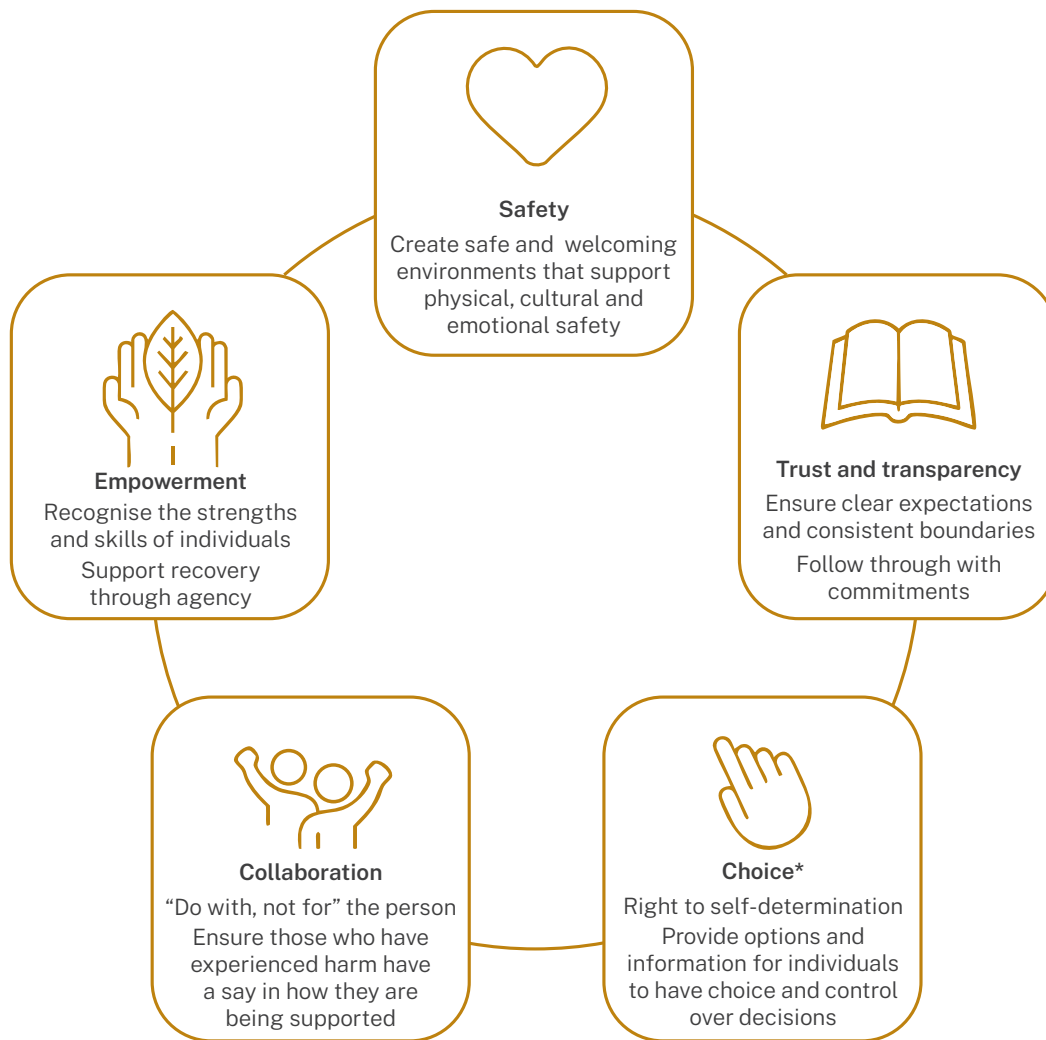 Safety
Create safe and welcoming
environments that support
physical, cultural and
emotional safety
Trust and transparency
Ensure clear expectations
and consistent boundaries
Follow through with
commitments
Choice*
Right to self-determination
Provide options and
information for individuals
to have choice and control
over decisions
Collaboration
“Do with, not for” the person
Ensure those who have
experienced harm have
a say in how they are
being supported
Empowerment
Recognise the strengths
and skills of individuals
Support recovery
through agency